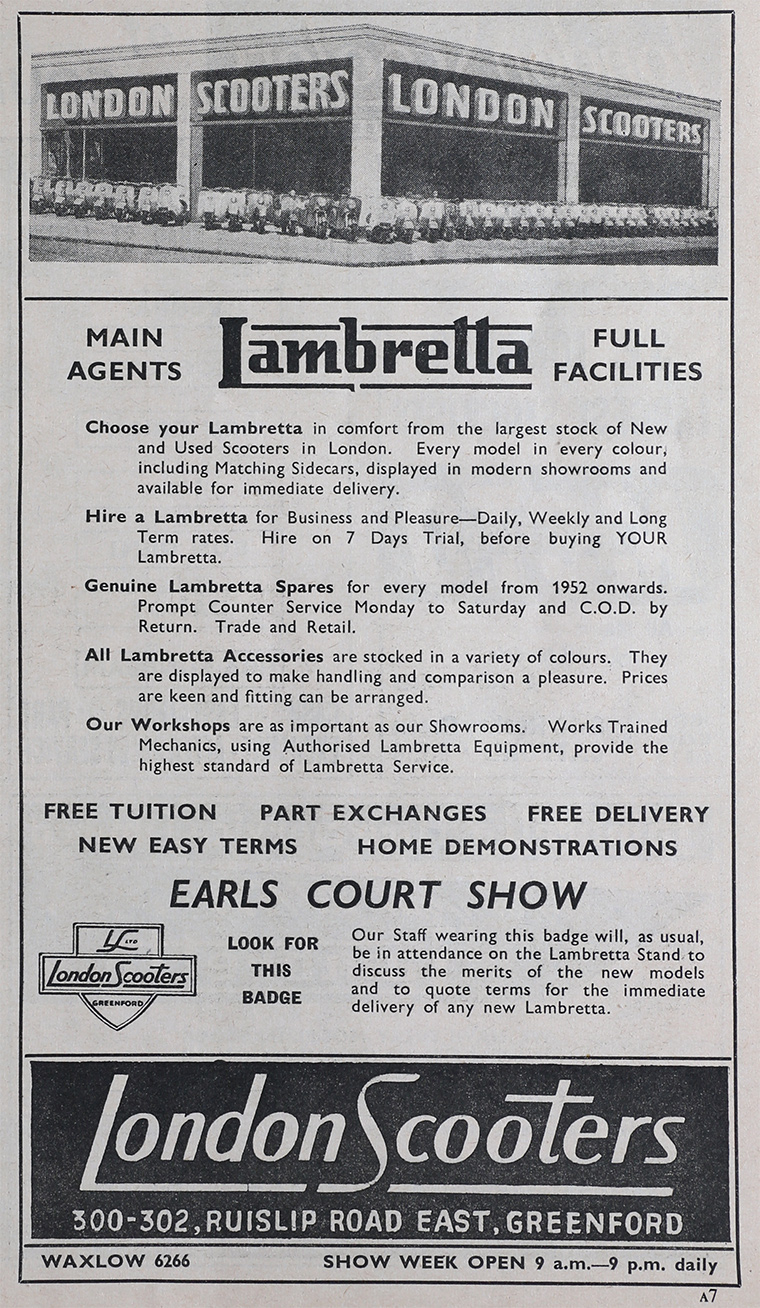 LONDON SCOOTERS LONDON SCOOTERS
MAIN AGENTS
Lambretta
FULL FACILITIES
Choose your Lambretta in comfort from the largest stock of New
and Used Scooters in London. Every model in every colour,
including Matching Sidecars, displayed in modern showrooms and
available for immediate delivery.
Hire a Lambretta for Business and Pleasure—Daily, Weekly and Long
Term rates. Hire on 7 Days Trial, before buying YOUR
Lambretta.
Genuine Lambretta Spares for every model from 1952 onwards.
Prompt Counter Service Monday to Saturday and C.O.D. by
Return. Trade and Retail.
All Lambretta Accessories are stocked in a variety of colours. They
are displayed to make handling and comparison a pleasure. Prices
are keen and fitting can be arranged.
Our Workshops are as important as our Showrooms. Works Trained
Mechanics, using Authorised Lambretta Equipment, provide the
highest standard of Lambretta Service.
FREE TUITION PART EXCHANGES FREE DELIVERY
NEW EASY TERMS HOME DEMONSTRATIONS
EARLS COURT SHOW
LS LTD
London Scooters
GREENFORD
LOOK FOR
THIS
BADGE
Our Staff wearing this badge will, as usual,
be in attendance on the Lambretta Stand to
discuss the merits of the new models
and to quote terms for the immediate
delivery of any new Lambretta.
London Scooters
300-302, RUISLIP ROAD EAST, GREENFORD
WAXLOW 6266 SHOW WEEK OPEN 9 a.m.—9 p.m. daily
A7